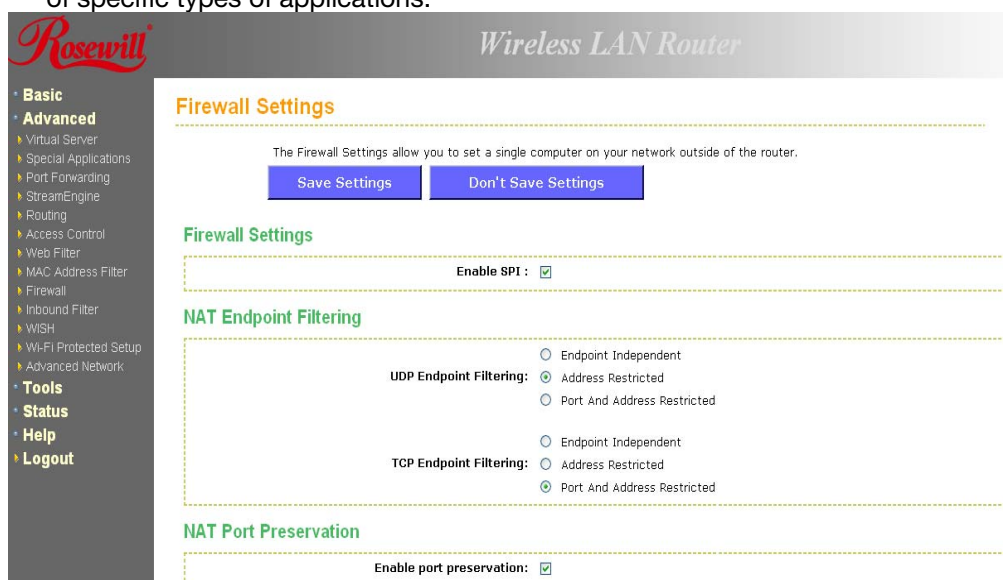 of specific types of applications.
Rosewill
Wireless LAN Router
Basic
Advanced
Virtual Server
Special Applications
Port Forwarding
StreamEngine
Routing
Access Control
Web Filter
MAC Address Filter
Firewall
Inbound Filter
WISH
Wi-Fi Protected Setup
Advanced Network
Tools
Status
Help
Logout
Firewall Settings
The Firewall Settings allow you to set a single computer on your network outside of the router.
Save Settings Don't Save Settings
Firewall Settings
Enable SPI :
NAT Endpoint Filtering
UDP Endpoint Filtering:
Endpoint Independent
Address Restricted
Port And Address Restricted
TCP Endpoint Filtering:
Endpoint Independent
Address Restricted
Port And Address Restricted
NAT Port Preservation
Enable port preservation: